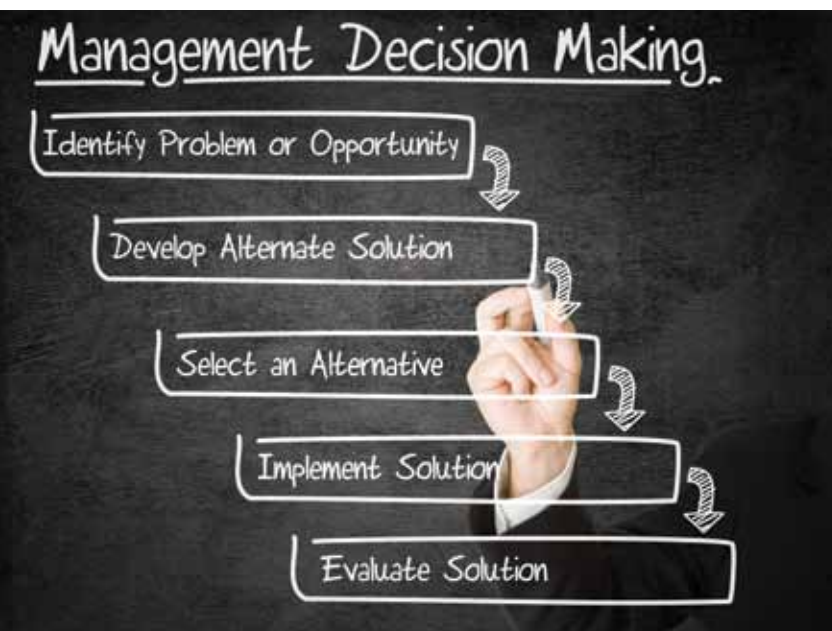 Management Decision Making
Identify Problem or Opportunity
Develop Alternate Solution
Select an Alternative
Implement Solution
Evaluate Solution